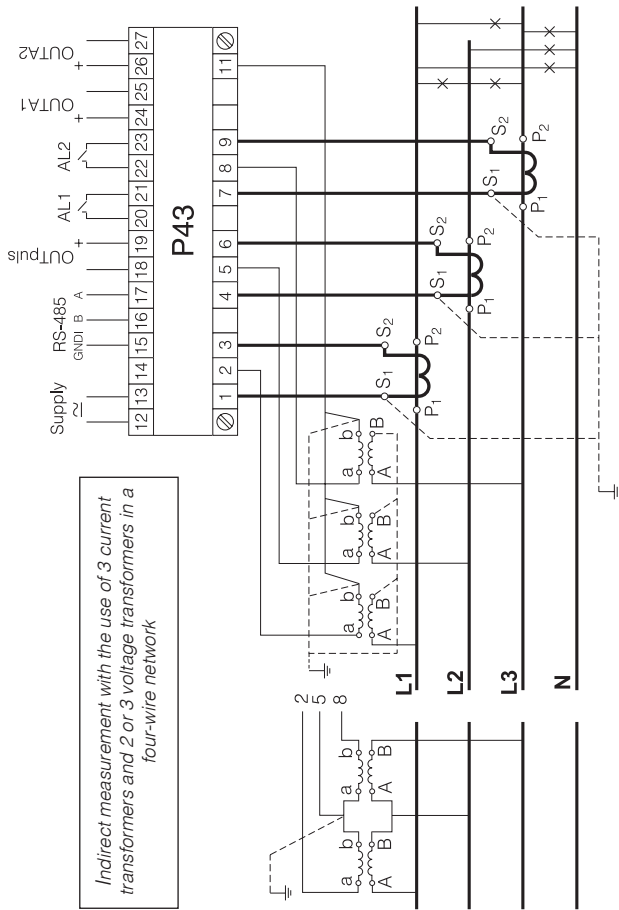 Indirect measurement with the use of 3 current
transformers and 2 or 3 voltage transformers in a
four-wire network
Supply
RS-485
GNDI B A
OUTpuls
+
AL1
AL2
OUTA1
+
OUTA2
+
12 13 14 15 16 17 18 19 20 21 22 23 24 25 26 27
P43
1 2 3 4 5 6 7 8 9 11
2
5
8
a b a b
A B A B
a b a b a b
A B A B A B
S1 S2
P1 P2
S1 S2
P1 P2
S1 S2
P1 P2
L1
L2
L3
N